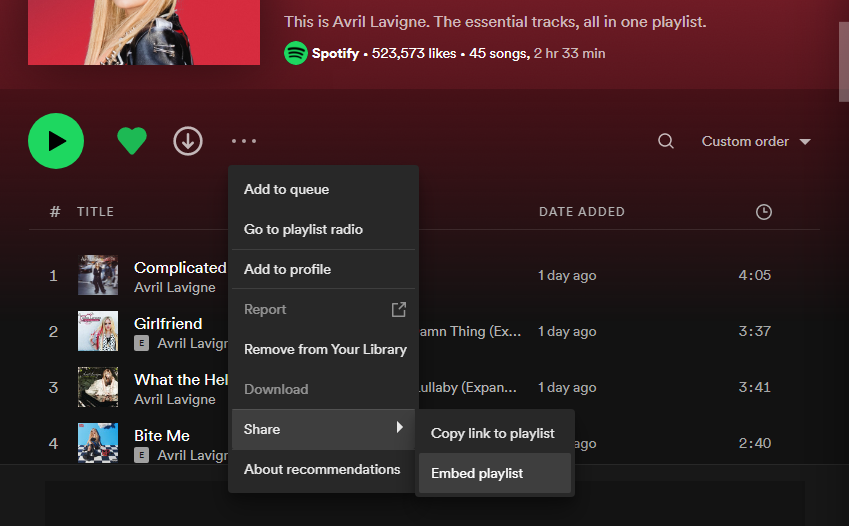 This is Avril Lavigne. The essential tracks, all in one playlist.
Spotify • 523,573 likes • 45 songs, 2 hr 33 min
Custom order
Add to queue
Go to playlist radio
Add to profile
Report
Remove from Your Library
Download
Share
About recommendations
Copy link to playlist
Embed playlist
# TITLE DATE ADDED
1 Complicated 1 day ago 4:05
Avril Lavigne
2 Girlfriend amn Thing (Ex... 1 day ago 3:37
E Avril Lavigr
3 What the Hel ullaby (Expan... 1 day ago 3:41
Avril Lavigne
4 Bite Me ago 2:40
E Avril Lavigr